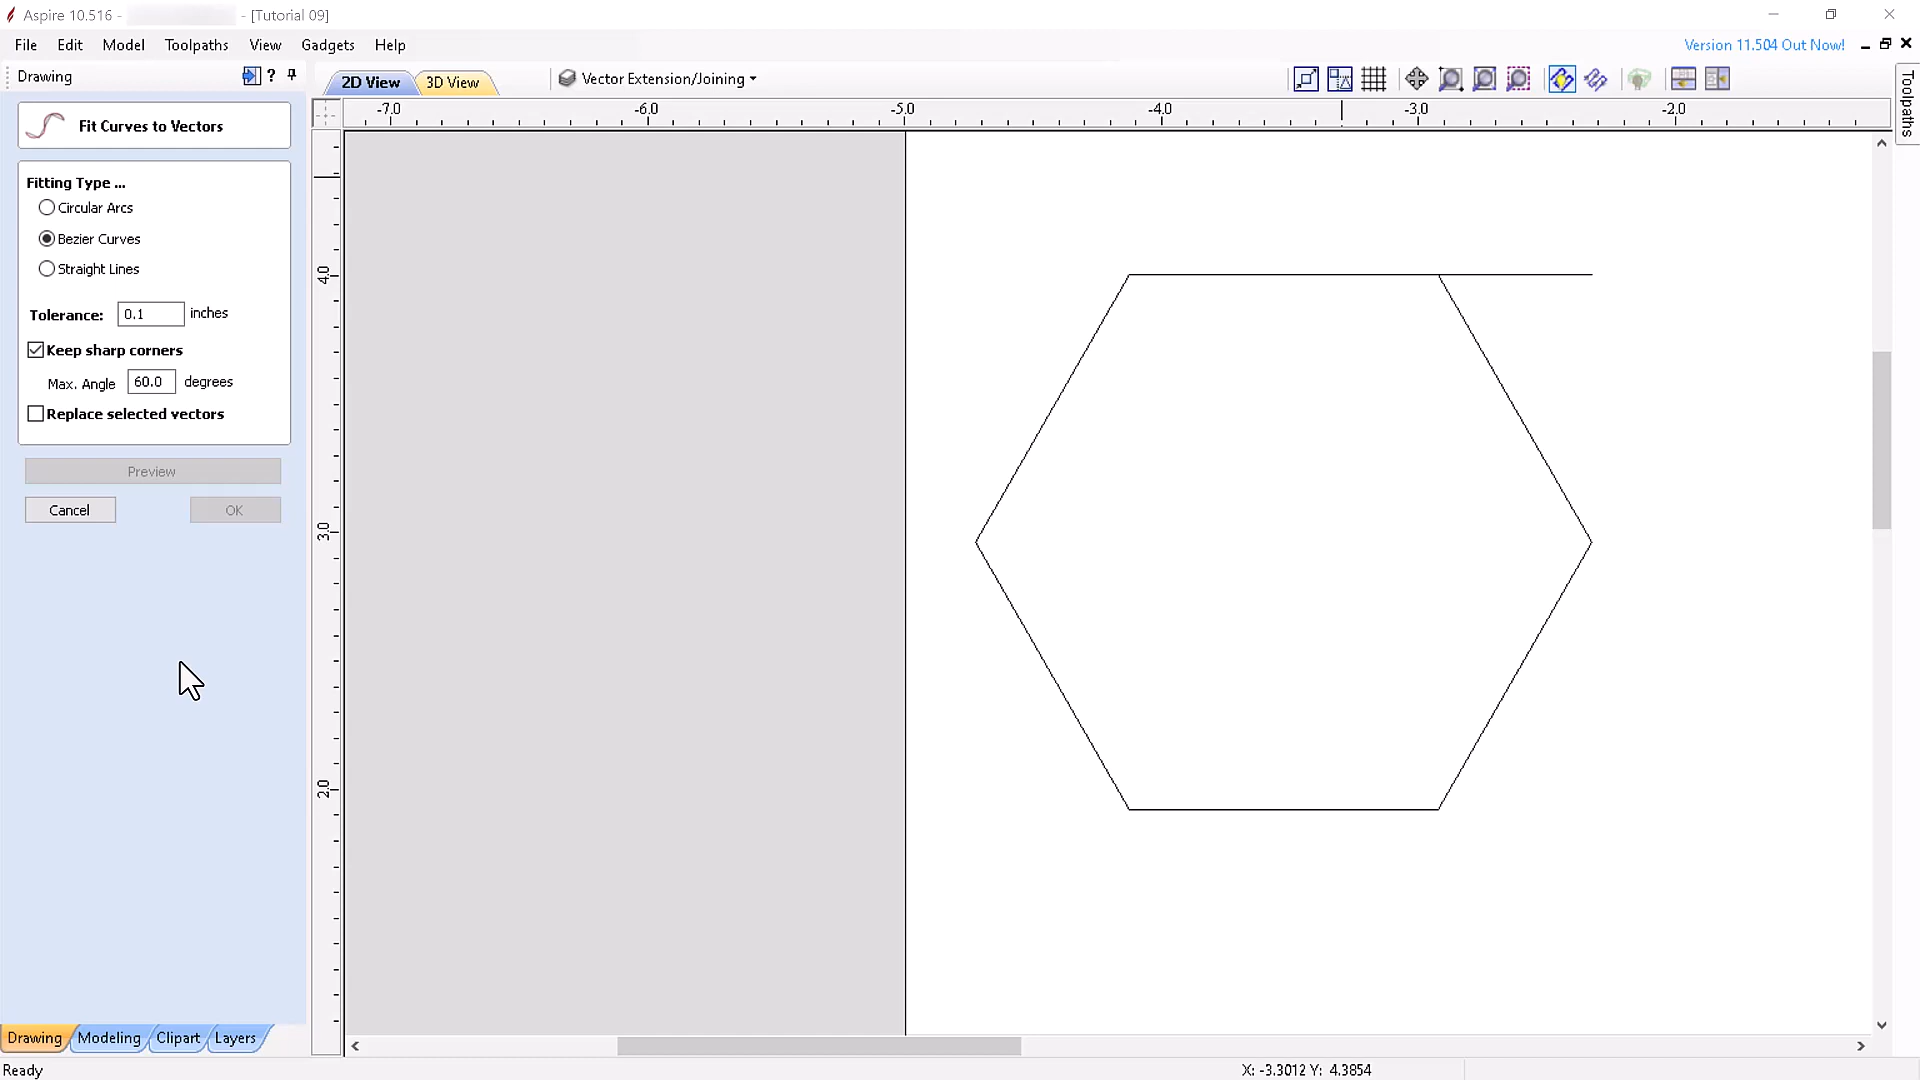 Aspire 10.516 - - [Tutorial 09]
File Edit Model Toolpaths View Gadgets Help
Version 11.504 Out Now!
Drawing
?
2D View
3D View
Vector Extension/Joining
Toolpaths
-7.0 -6.0 -5.0 -4.0 -3.0 -2.0
Fit Curves to Vectors
Fitting Type ...
Circular Arcs
Bezier Curves
Straight Lines
Tolerance: 0.1 inches
Keep sharp corners
Max. Angle 60.0 degrees
Replace selected vectors
Preview
Cancel OK
4.0
3.0
2.0
Drawing Modeling Clipart Layers
Ready
X: -3.3012 Y: 4.3854